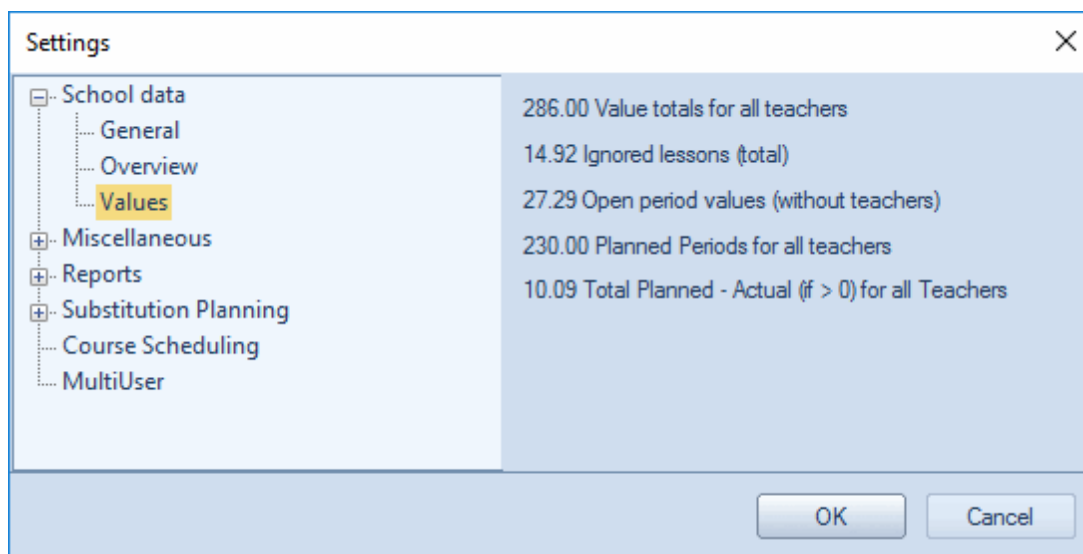 Settings
School data
General
Overview
Values
Miscellaneous
Reports
Substitution Planning
Course Scheduling
MultiUser
286.00 Value totals for all teachers
14.92 Ignored lessons (total)
27.29 Open period values (without teachers)
230.00 Planned Periods for all teachers
10.09 Total Planned - Actual (if > 0) for all Teachers
OK
Cancel